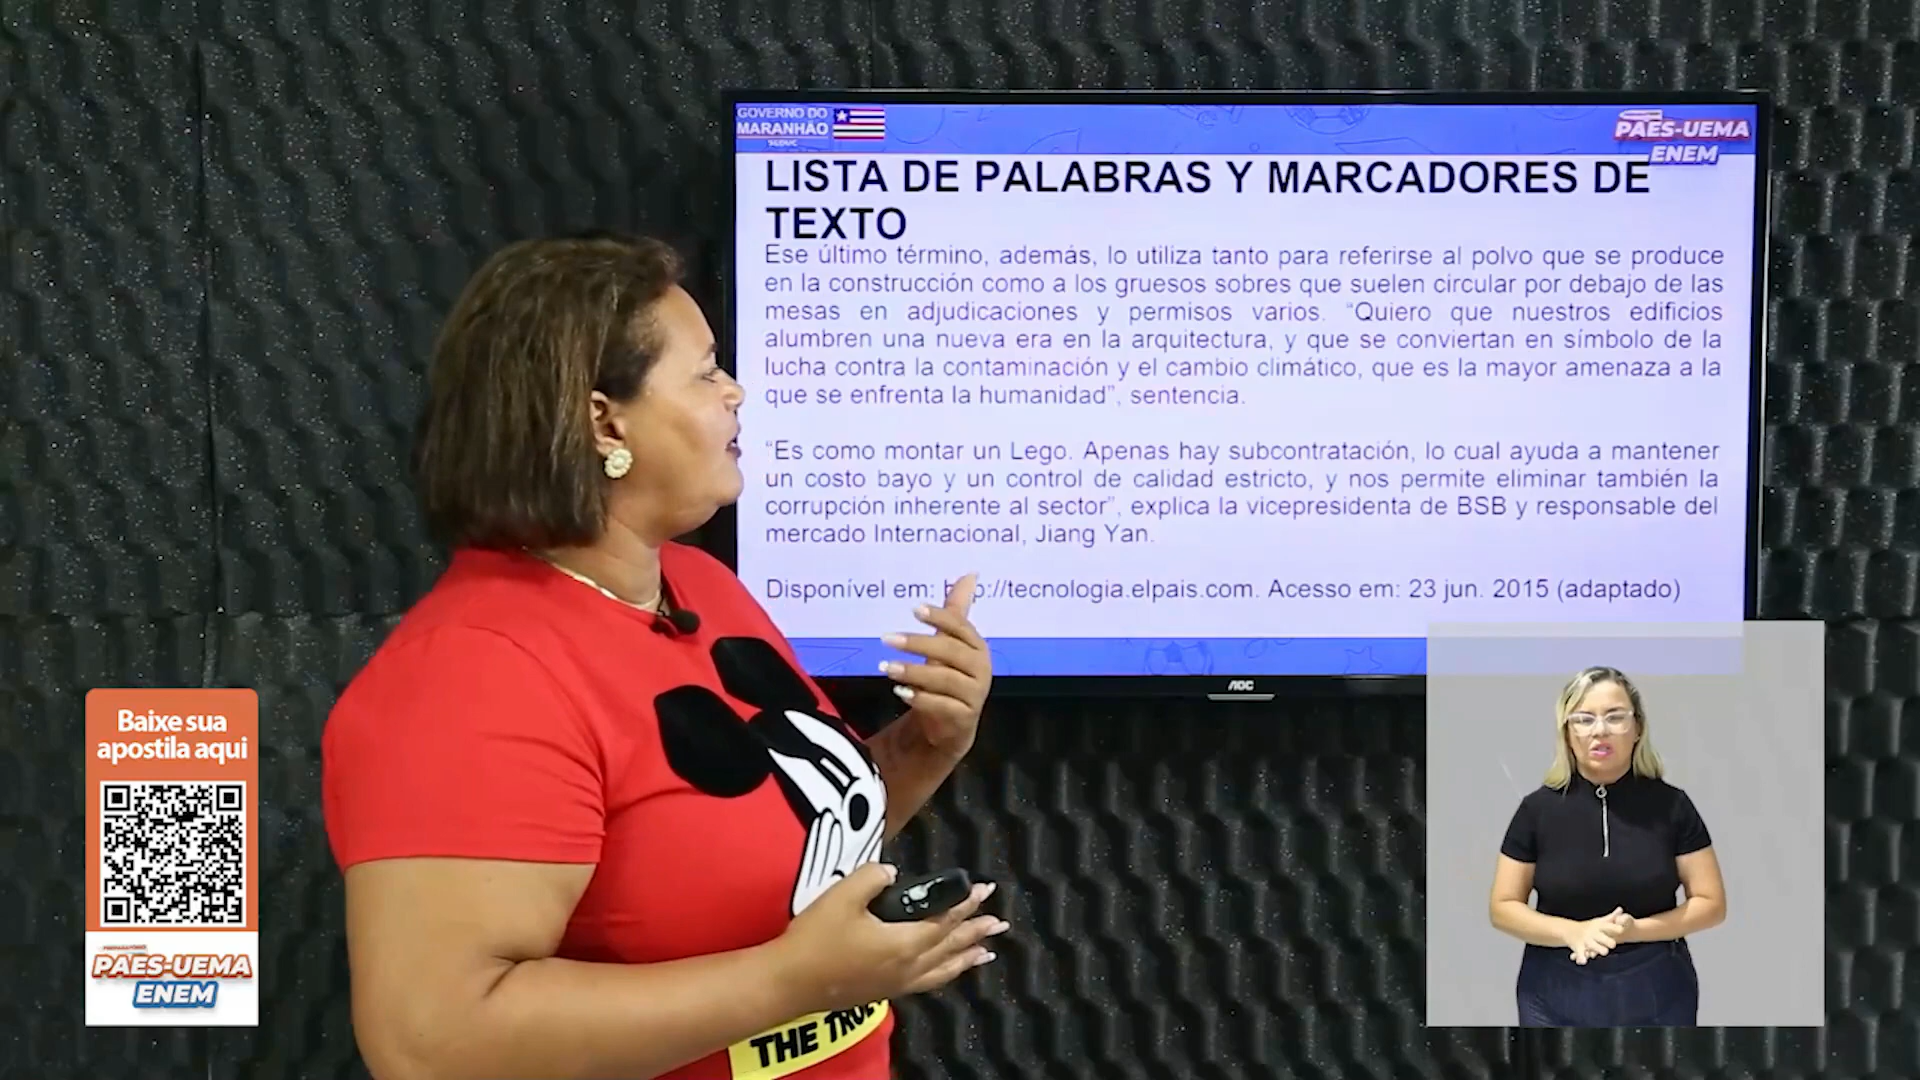 GOVERNO DO
MARANHÃO
SEDUC
PAES-UEMA
ENEM
LISTA DE PALABRAS Y MARCADORES DE
TEXTO
Ese último término, además, lo utiliza tanto para referirse al polvo que se produce
en la construcción como a los gruesos sobres que suelen circular por debajo de las
mesas en adjudicaciones y permisos varios. “Quiero que nuestros edificios
alumbren una nueva era en la arquitectura, y que se conviertan en símbolo de la
lucha contra la contaminación y el cambio climático, que es la mayor amenaza a la
que se enfrenta la humanidad”, sentencia.
“Es como montar un Lego. Apenas hay subcontratación, lo cual ayuda a mantener
un costo bayo y un control de calidad estricto, y nos permite eliminar también la
corrupción inherente al sector”, explica la vicepresidenta de BSB y responsable del
mercado Internacional, Jiang Yan.
Disponível em: http://tecnologia.elpais.com. Acesso em: 23 jun. 2015 (adaptado)
AOC
Baixe sua
apostila aqui
PAES-UEMA
ENEM
THE TRUE